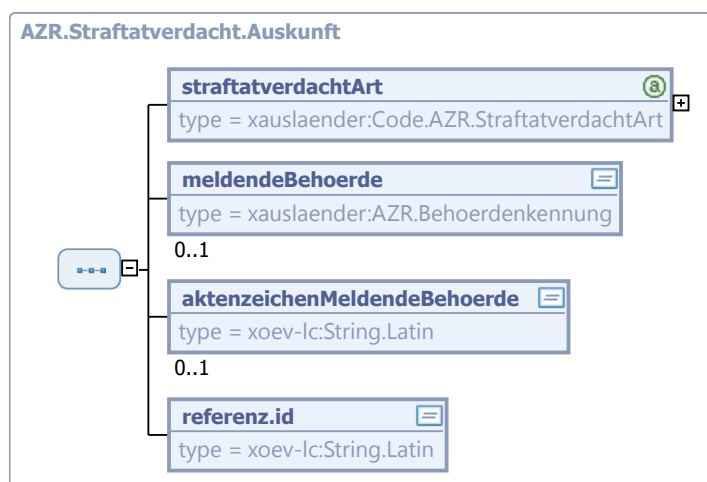 AZR.Straftatverdacht.Auskunft
straftatverdachtArt
a
type = xauslaender:Code.AZR.StraftatverdachtArt
meldendeBehoerde
type = xauslaender:AZR.Behoerdenkennung
0..1
aktenzeichenMeldendeBehoerde
type = xoev-lc:String.Latin
0..1
referenz.id
type = xoev-lc:String.Latin